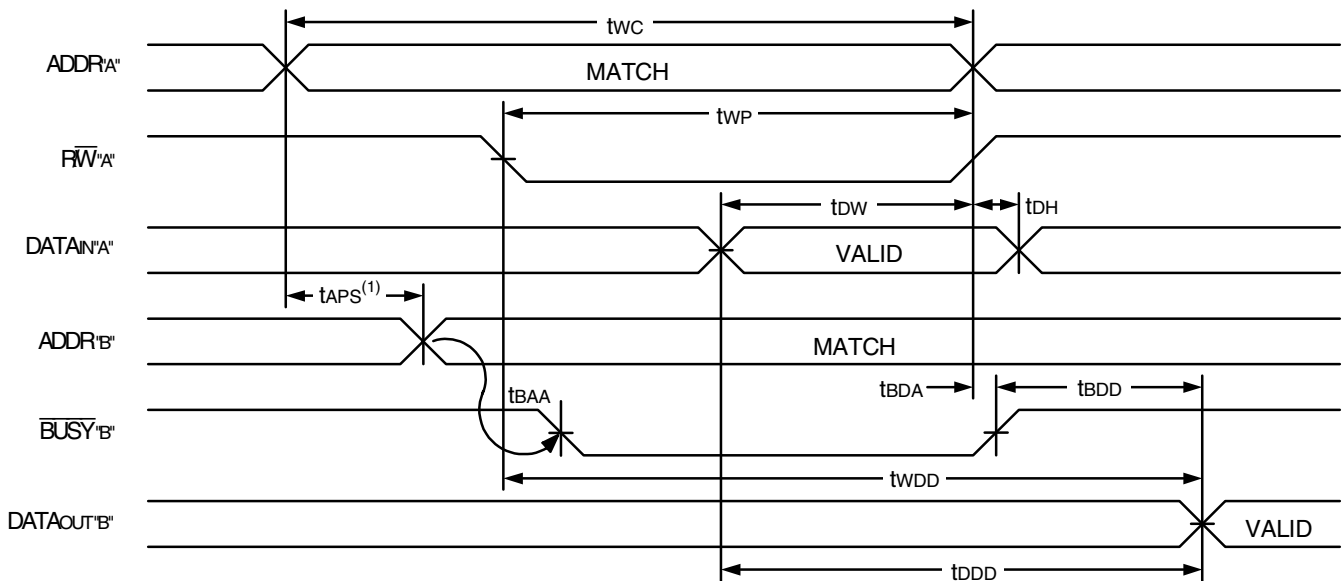 tWC
ADDR"A"
MATCH
tWP
R/W"A"
tDW
tDH
DATAIN"A"
VALID
tAPS(1)
ADDR"B"
MATCH
tBAA
tBDA
tBDD
BUSY"B"
tWDD
DATAOUT"B"
VALID
tDDD